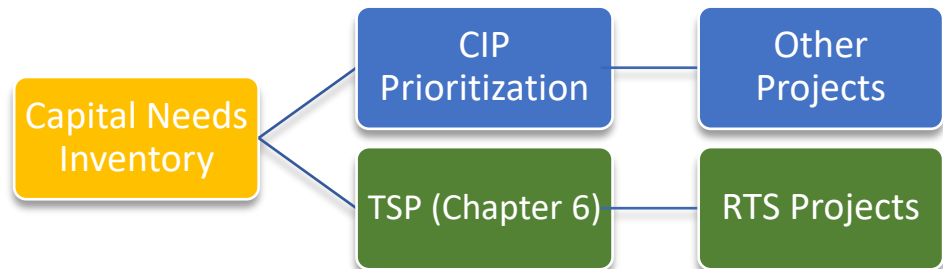 Capital Needs
Inventory
CIP
Prioritization
Other
Projects
TSP (Chapter 6)
RTS Projects